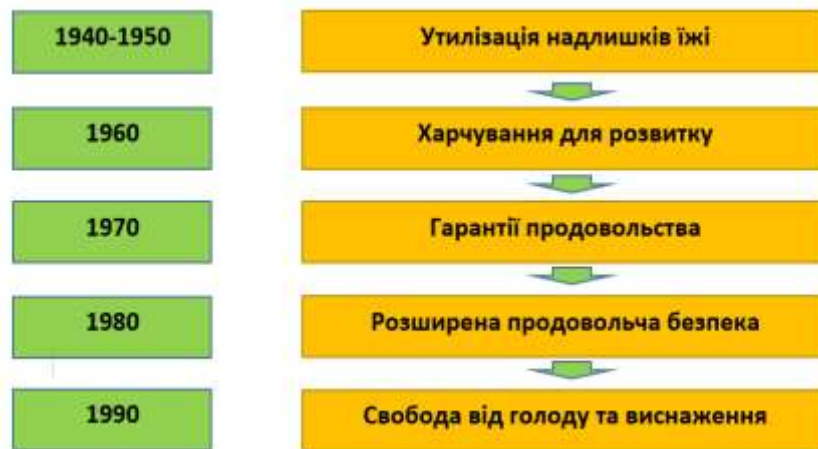 1940-1950
Утилізація надлишків їжі
1960
Харчування для розвитку
1970
Гарантії продовольства
1980
Розширена продовольча безпека
1990
Свобода від голоду та виснаження